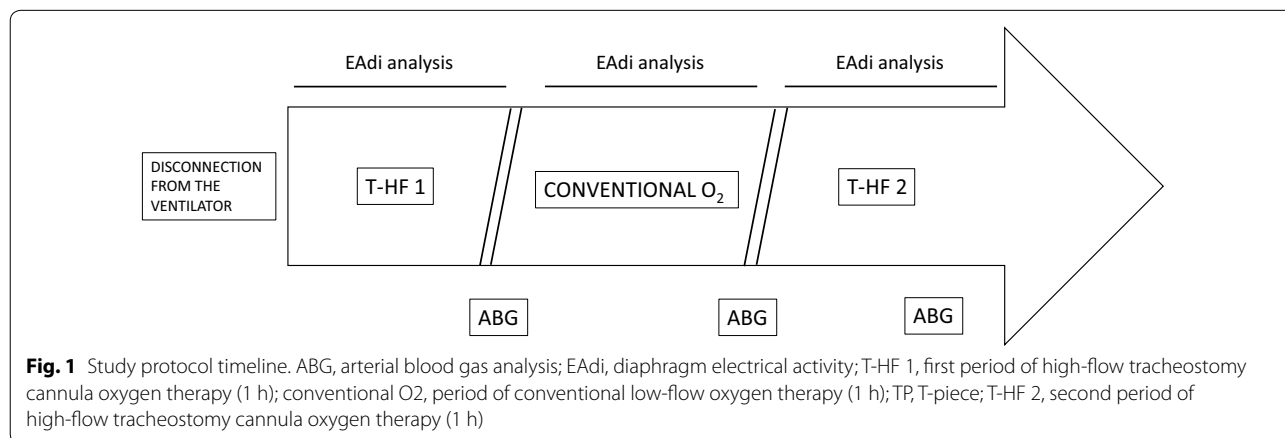 EAdi analysis
EAdi analysis
EAdi analysis
DISCONNECTION
FROM THE
VENTILATOR
T-HF 1
CONVENTIONAL O₂
T-HF 2
ABG
ABG
ABG
Fig. 1 Study protocol timeline. ABG, arterial blood gas analysis; EAdi, diaphragm electrical activity; T-HF 1, first period of high-flow tracheostomy
cannula oxygen therapy (1 h); conventional O2, period of conventional low-flow oxygen therapy (1 h); TP, T-piece; T-HF 2, second period of
high-flow tracheostomy cannula oxygen therapy (1 h)